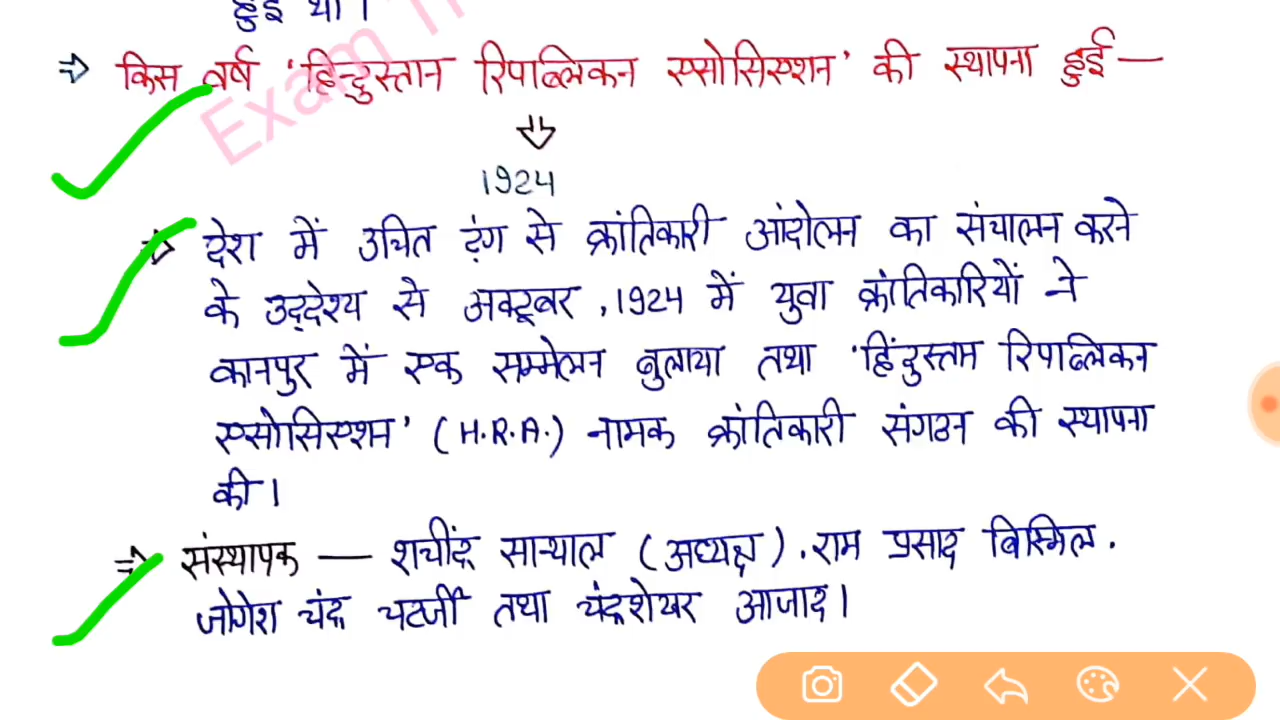 हुई थी।
⇒ किस वर्ष 'हिन्दुस्तान रिपब्लिकन एसोसिएशन' की स्थापना हुई —
1924
⇒ देश में उचित ढ़ंग से क्रांतिकारी आंदोलन का संचालन करने
के उद्देश्य से अक्टूबर, 1924 में युवा क्रांतिकारियों ने
कानपुर में एक सम्मेलन बुलाया तथा 'हिंदुस्तान रिपब्लिकन
एसोसिएशन' (H.R.A.) नामक क्रांतिकारी संगठन की स्थापना
की।
⇒ संस्थापक — शचींद्र सान्याल (अध्यक्ष), राम प्रसाद बिस्मिल,
जोगेश चंद्र चटर्जी तथा चंद्रशेखर आजाद।
Exam